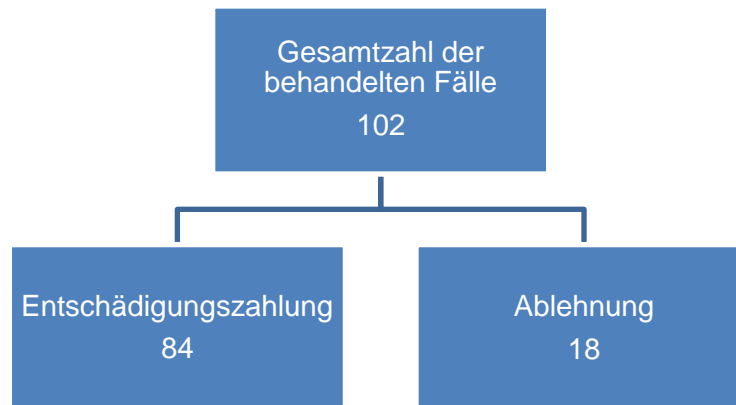 Gesamtzahl der
behandelten Fälle
102
Entschädigungszahlung
84
Ablehnung
18